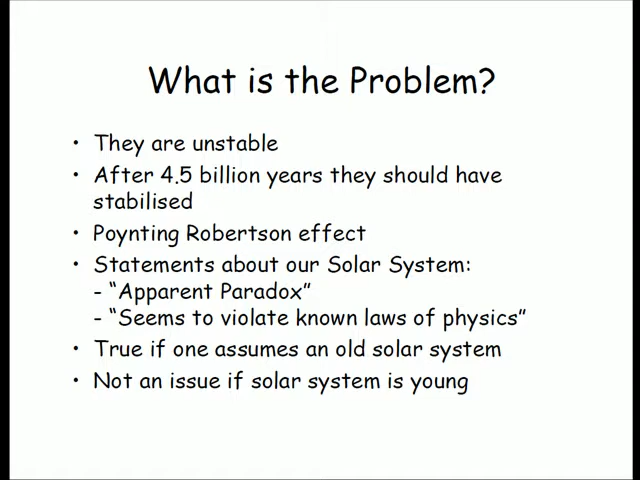 What is the Problem?
• They are unstable
• After 4.5 billion years they should have
stabilised
• Poynting Robertson effect
• Statements about our Solar System:
- “Apparent Paradox”
- “Seems to violate known laws of physics”
• True if one assumes an old solar system
• Not an issue if solar system is young